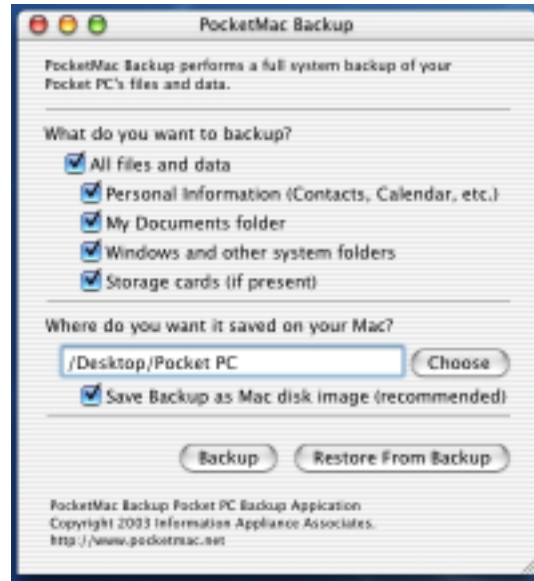 PocketMac Backup
PocketMac Backup performs a full system backup of your
Pocket PC's files and data.
What do you want to backup?
All files and data
Personal Information (Contacts, Calendar, etc.)
My Documents folder
Windows and other system folders
Storage cards (if present)
Where do you want it saved on your Mac?
/Desktop/Pocket PC
Choose
Save Backup as Mac disk image (recommended)
Backup Restore From Backup
PocketMac Backup Pocket PC Backup Appication
Copyright 2003 Information Appliance Associates.
http://www.pocketmac.net